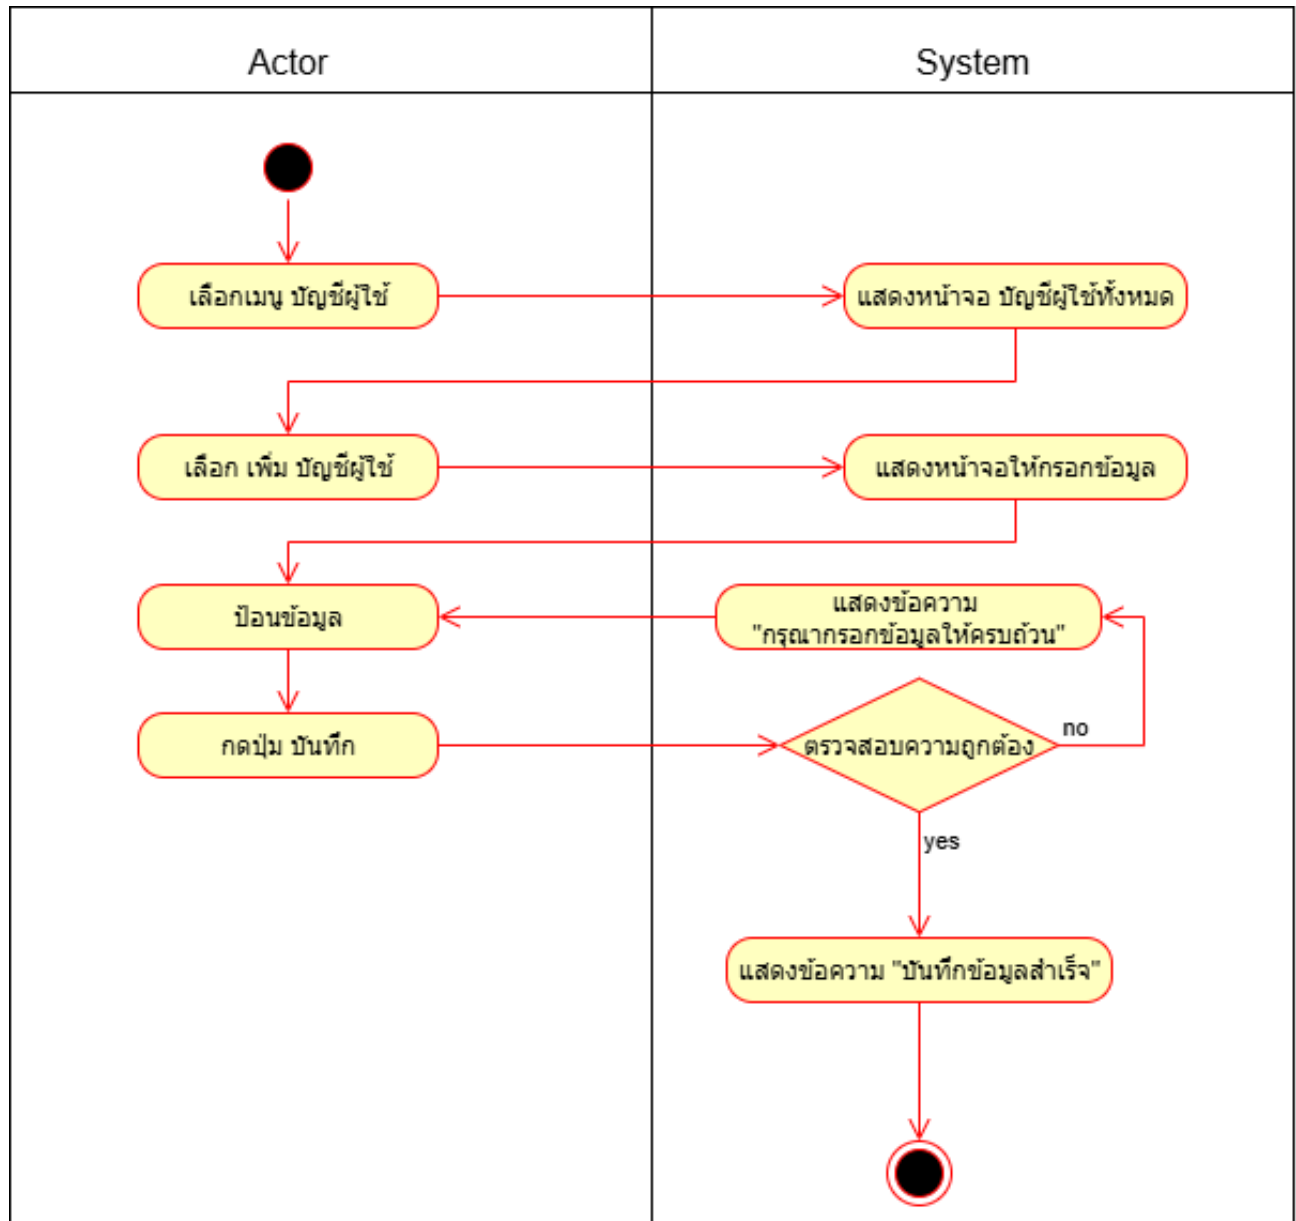 Actor
System
เลือกเมนู บัญชีผู้ใช้
แสดงหน้าจอ บัญชีผู้ใช้ทั้งหมด
เลือก เพิ่ม บัญชีผู้ใช้
แสดงหน้าจอให้กรอกข้อมูล
ป้อนข้อมูล
แสดงข้อความ
"กรุณากรอกข้อมูลให้ครบถ้วน"
กดปุ่ม บันทึก
ตรวจสอบความถูกต้อง
no
yes
แสดงข้อความ "บันทึกข้อมูลสำเร็จ"